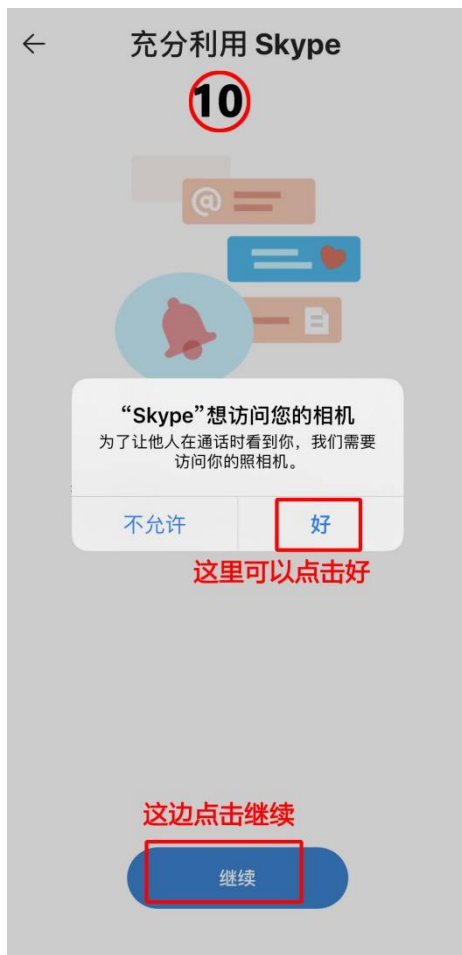 充分利用 Skype
10
@
“Skype”想访问您的相机
为了让他人在通话时看到你，我们需要
访问你的照相机。
不允许
好
这里可以点击好
这边点击继续
继续